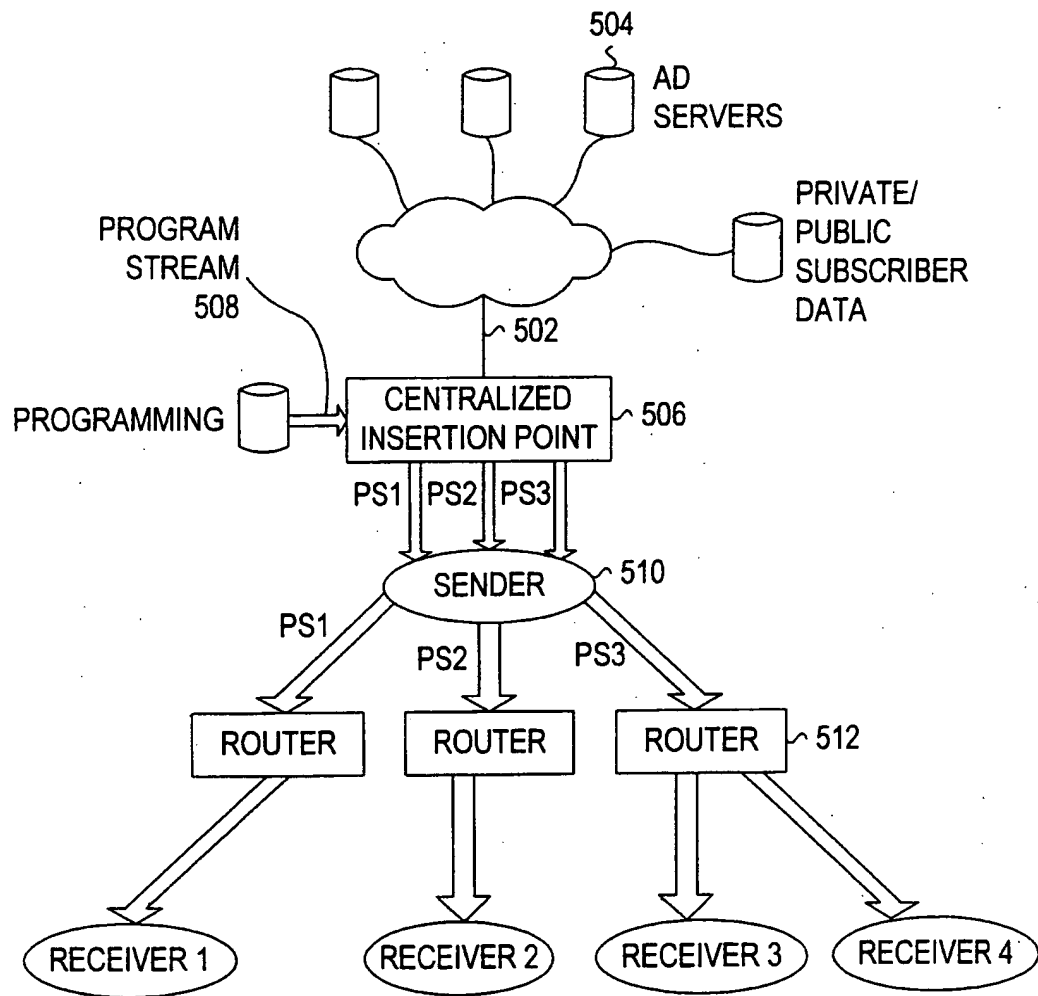 504
AD
SERVERS
PRIVATE/
PUBLIC
SUBSCRIBER
DATA
PROGRAM
STREAM
508
502
PROGRAMMING
CENTRALIZED
INSERTION POINT
506
PS1 PS2 PS3
SENDER
510
PS1
PS2
PS3
ROUTER
ROUTER
ROUTER
512
RECEIVER 1
RECEIVER 2
RECEIVER 3
RECEIVER 4